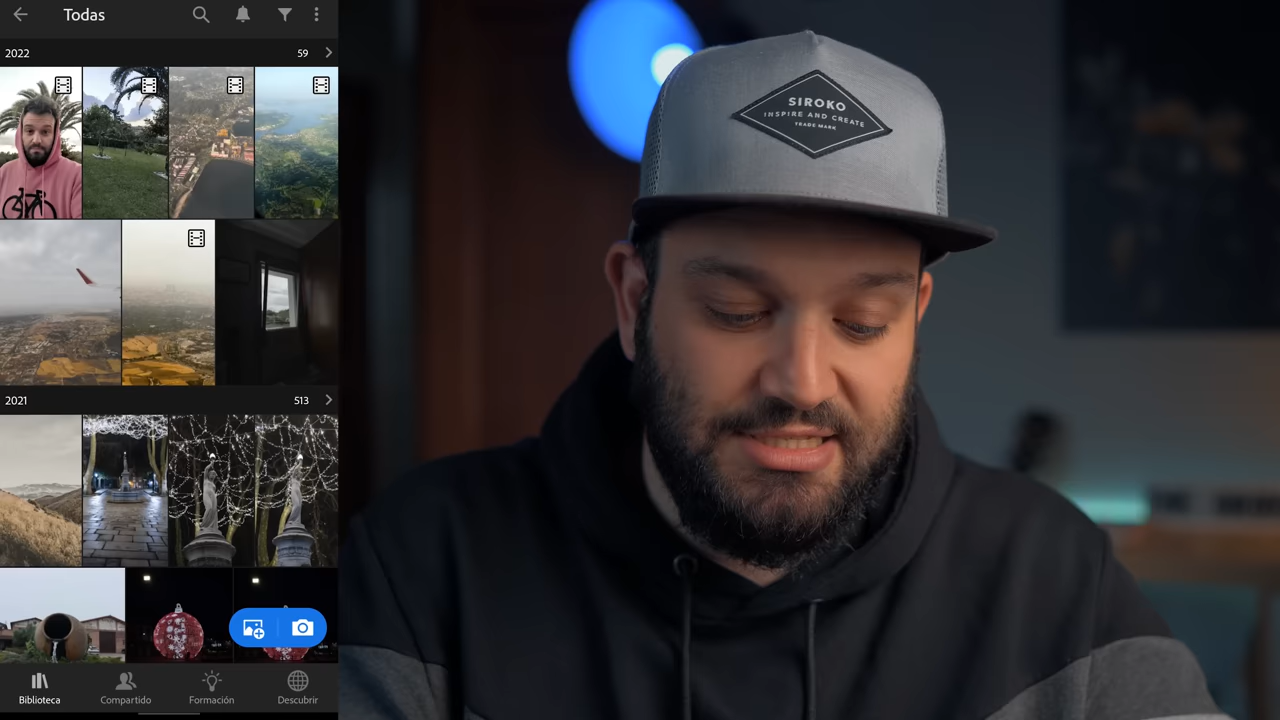 Todas
2022
59
2021
513
Biblioteca
Compartido
Formación
Descubrir
SIROKO
INSPIRE AND CREATE
TRADE MARK